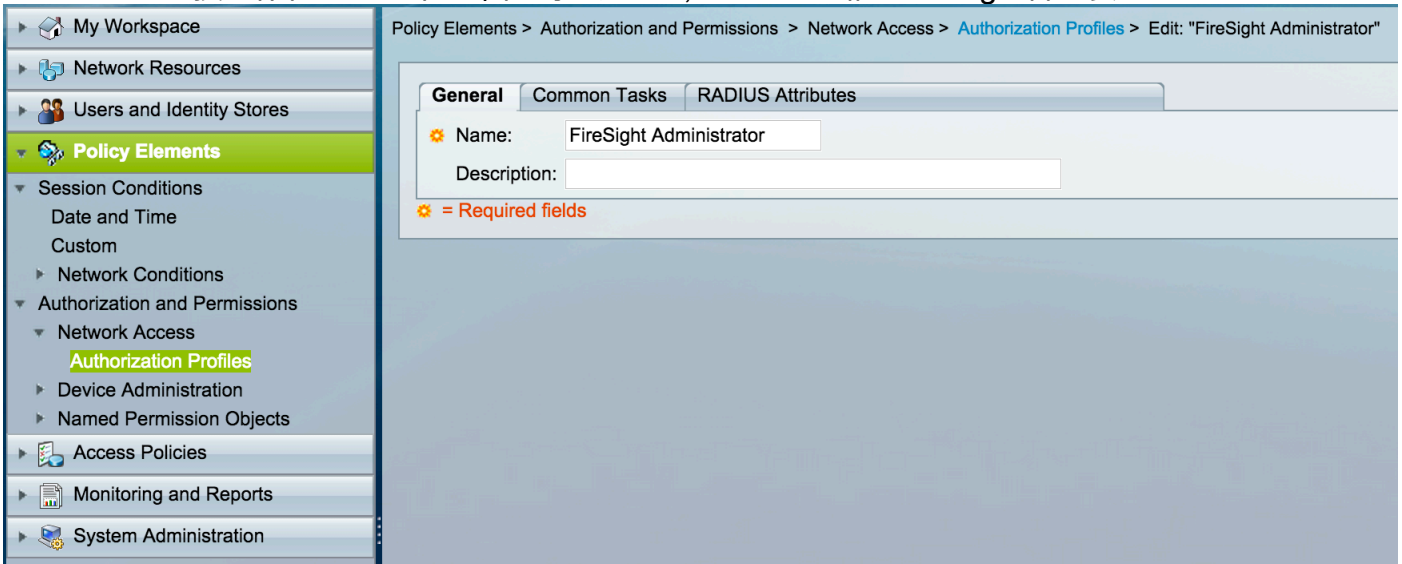 My Workspace
Network Resources
Users and Identity Stores
Policy Elements
Session Conditions
Date and Time
Custom
Network Conditions
Authorization and Permissions
Network Access
Authorization Profiles
Device Administration
Named Permission Objects
Access Policies
Monitoring and Reports
System Administration
Policy Elements > Authorization and Permissions > Network Access > Authorization Profiles > Edit: "FireSight Administrator"
General Common Tasks RADIUS Attributes
Name: FireSight Administrator
Description:
= Required fields